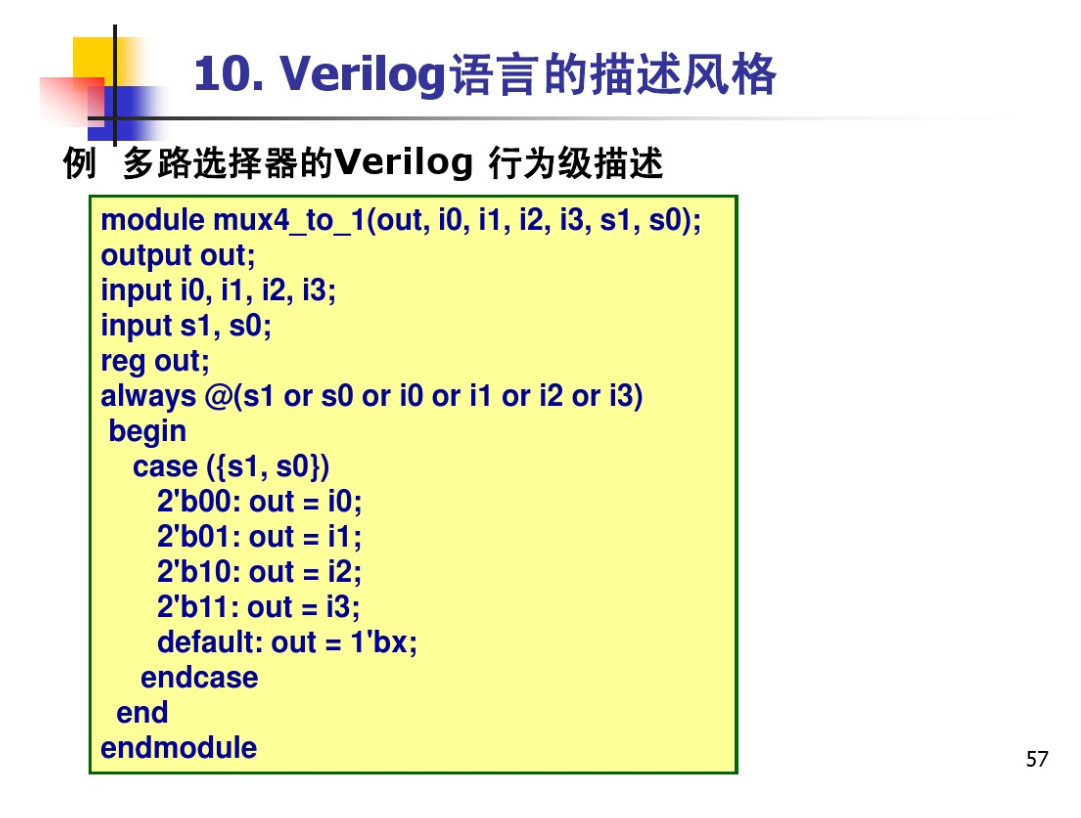 10. Verilog语言的描述风格
例 多路选择器的Verilog 行为级描述
module mux4_to_1(out, i0, i1, i2, i3, s1, s0);
output out;
input i0, i1, i2, i3;
input s1, s0;
reg out;
always @(s1 or s0 or i0 or i1 or i2 or i3)
begin
case ({s1, s0})
2'b00: out = i0;
2'b01: out = i1;
2'b10: out = i2;
2'b11: out = i3;
default: out = 1'bx;
endcase
end
endmodule
57